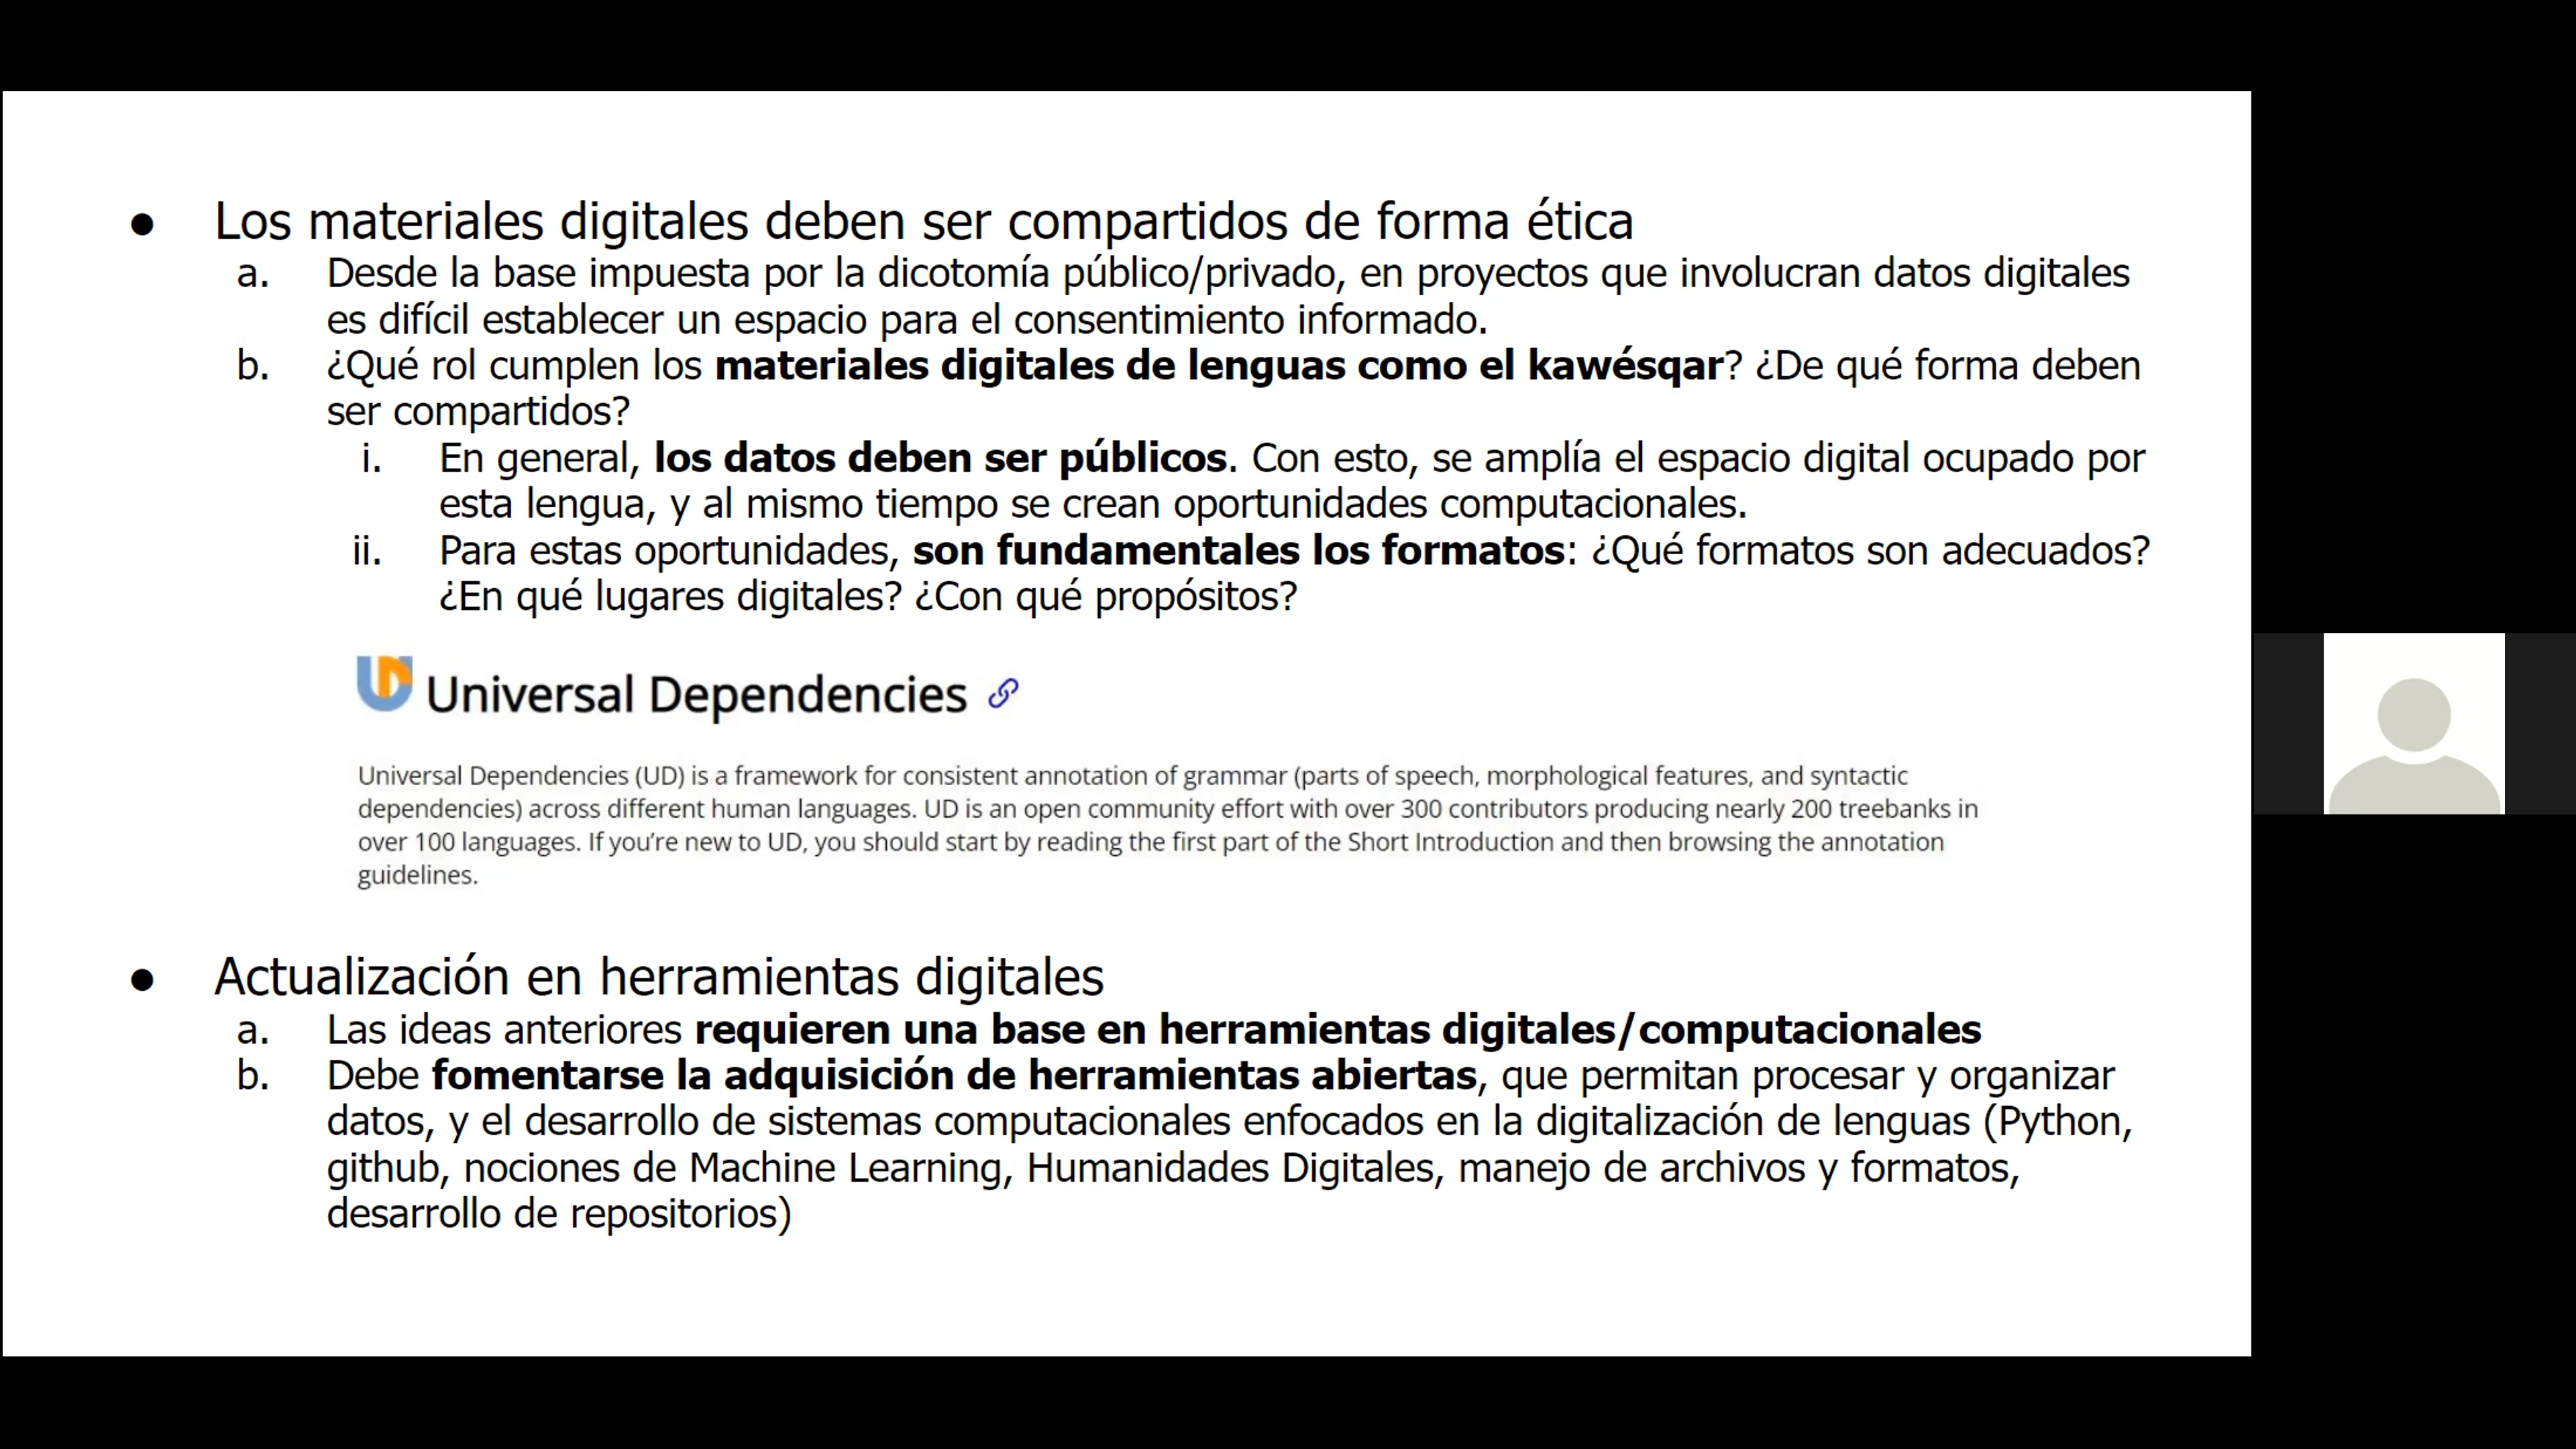 ● Los materiales digitales deben ser compartidos de forma ética
a. Desde la base impuesta por la dicotomía público/privado, en proyectos que involucran datos digitales
es difícil establecer un espacio para el consentimiento informado.
b. ¿Qué rol cumplen los materiales digitales de lenguas como el kawésqar? ¿De qué forma deben
ser compartidos?
i. En general, los datos deben ser públicos. Con esto, se amplía el espacio digital ocupado por
esta lengua, y al mismo tiempo se crean oportunidades computacionales.
ii. Para estas oportunidades, son fundamentales los formatos: ¿Qué formatos son adecuados?
¿En qué lugares digitales? ¿Con qué propósitos?
Universal Dependencies
Universal Dependencies (UD) is a framework for consistent annotation of grammar (parts of speech, morphological features, and syntactic
dependencies) across different human languages. UD is an open community effort with over 300 contributors producing nearly 200 treebanks in
over 100 languages. If you're new to UD, you should start by reading the first part of the Short Introduction and then browsing the annotation
guidelines.
● Actualización en herramientas digitales
a. Las ideas anteriores requieren una base en herramientas digitales/computacionales
b. Debe fomentarse la adquisición de herramientas abiertas, que permitan procesar y organizar
datos, y el desarrollo de sistemas computacionales enfocados en la digitalización de lenguas (Python,
github, nociones de Machine Learning, Humanidades Digitales, manejo de archivos y formatos,
desarrollo de repositorios)